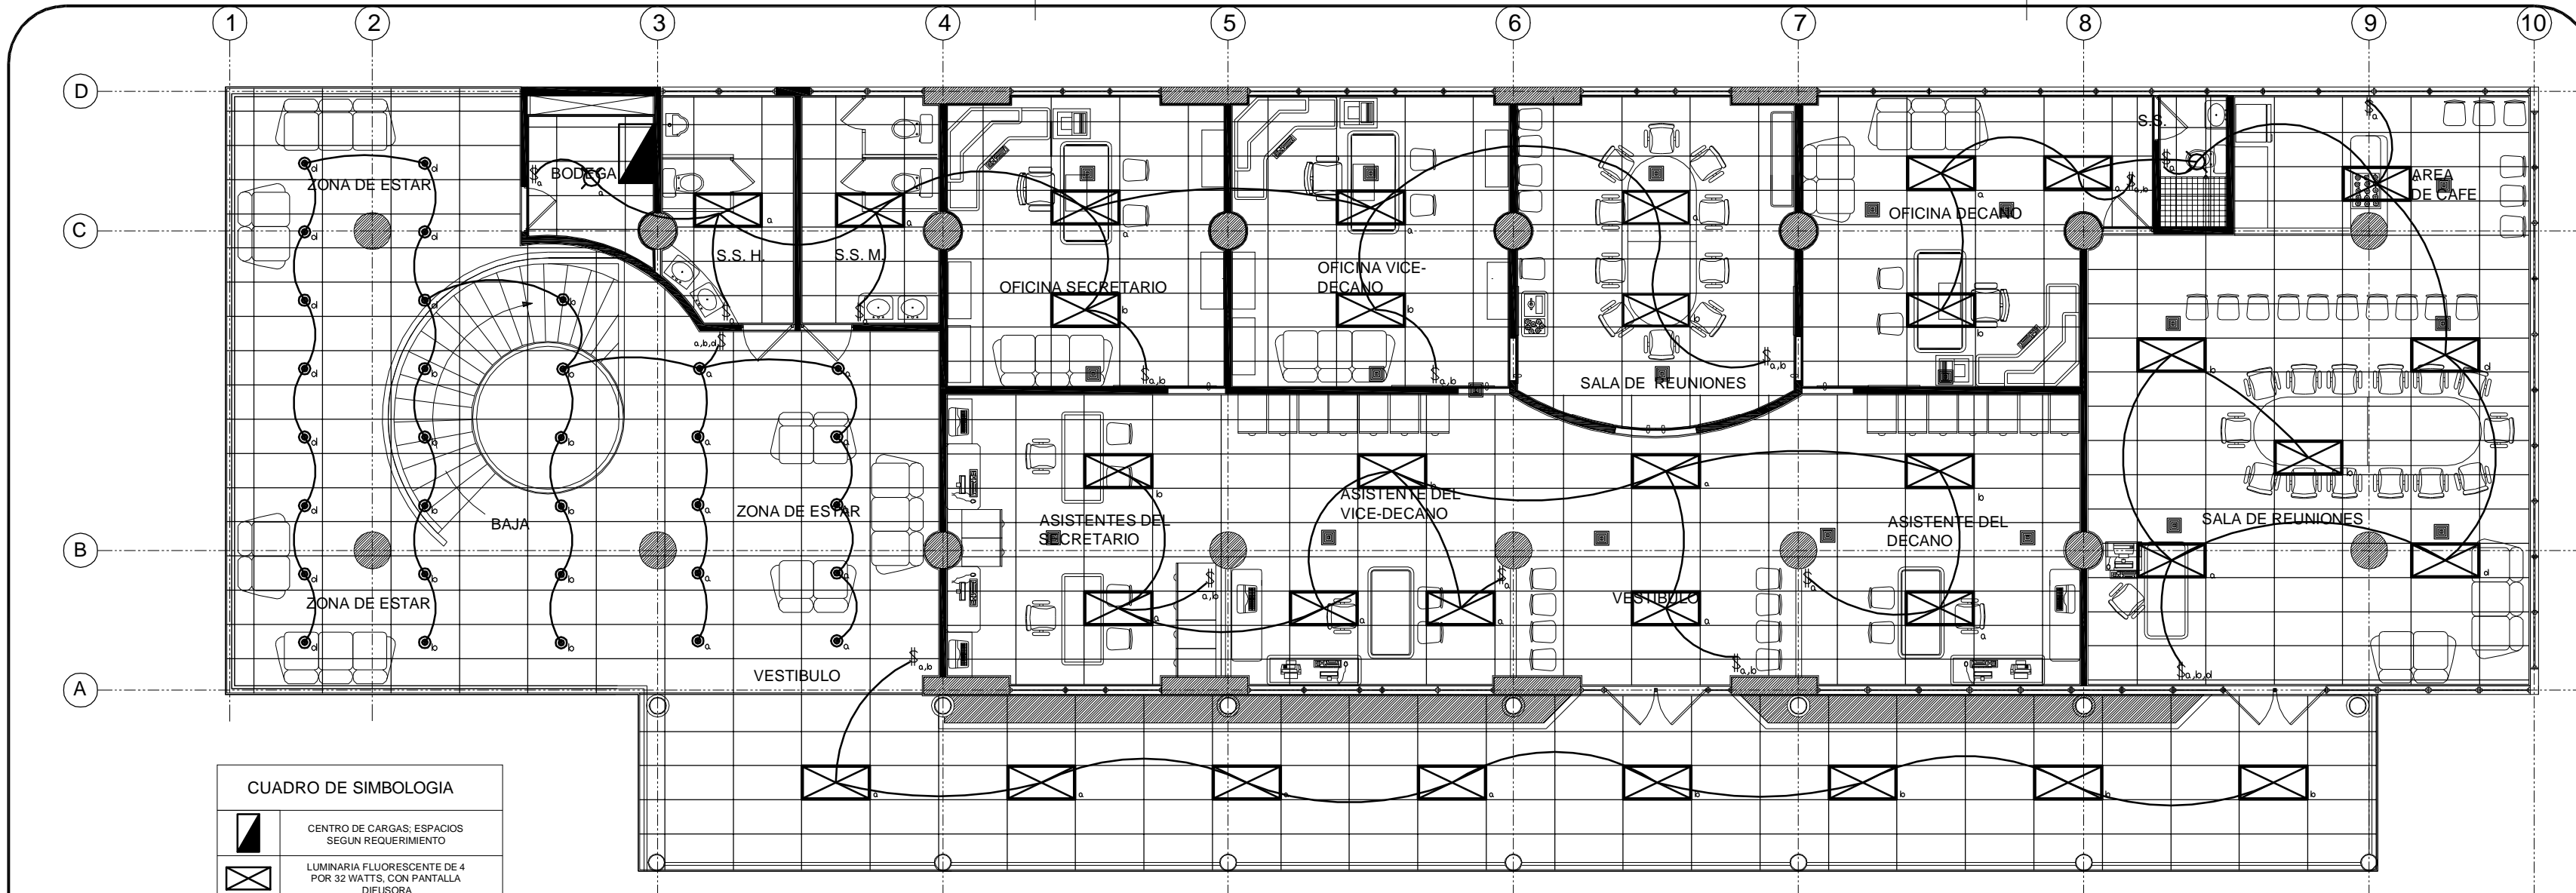 1 2 3 4 5 6 7 8 9 10
D
C
B
A
ZONA DE ESTAR
BODEGA
S.S. H.
S.S. M.
OFICINA SECRETARIO
OFICINA VICE-
DECANO
SALA DE REUNIONES
OFICINA DECANO
S.S.
AREA
DE CAFE
BAJA
ZONA DE ESTAR
ZONA DE ESTAR
VESTIBULO
ASISTENTES DEL
SECRETARIO
ASISTENTE DEL
VICE-DECANO
VESTIBULO
ASISTENTE DEL
DECANO
SALA DE REUNIONES
a,b,d
a,b
a,b
a,b
a,b
a,b
a,b
a,b
a,b,d
CUADRO DE SIMBOLOGIA
CENTRO DE CARGAS; ESPACIOS
SEGUN REQUERIMIENTO
LUMINARIA FLUORESCENTE DE 4
POR 32 WATTS, CON PANTALLA
DIFUSORA